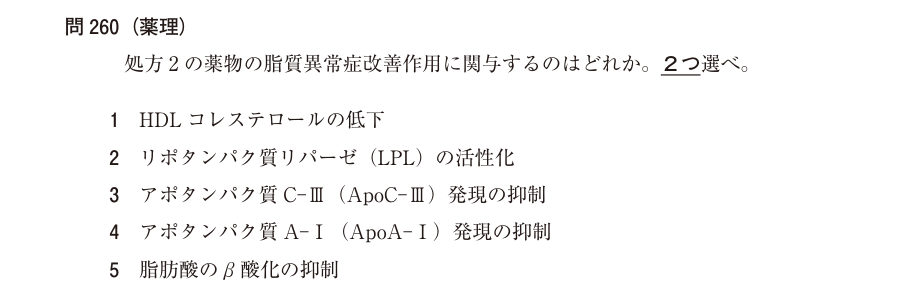 問 260（薬理）
処方２の薬物の脂質異常症改善作用に関与するのはどれか。２つ選べ。
1 HDL コレステロールの低下
2 リポタンパク質リパーゼ（LPL）の活性化
3 アポタンパク質 C-Ⅲ（ApoC-Ⅲ）発現の抑制
4 アポタンパク質 A-Ⅰ（ApoA-Ⅰ）発現の抑制
5 脂肪酸のβ酸化の抑制